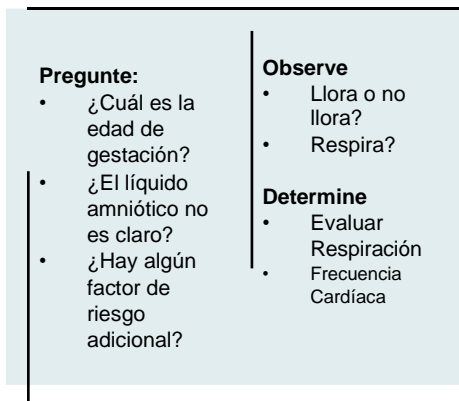 Pregunte:
• ¿Cuál es la
edad de
gestación?
• ¿El líquido
amniótico no
es claro?
• ¿Hay algún
factor de
riesgo
adicional?
Observe
• Llora o no
llora?
• Respira?
Determine
• Evaluar
Respiración
• Frecuencia
Cardíaca